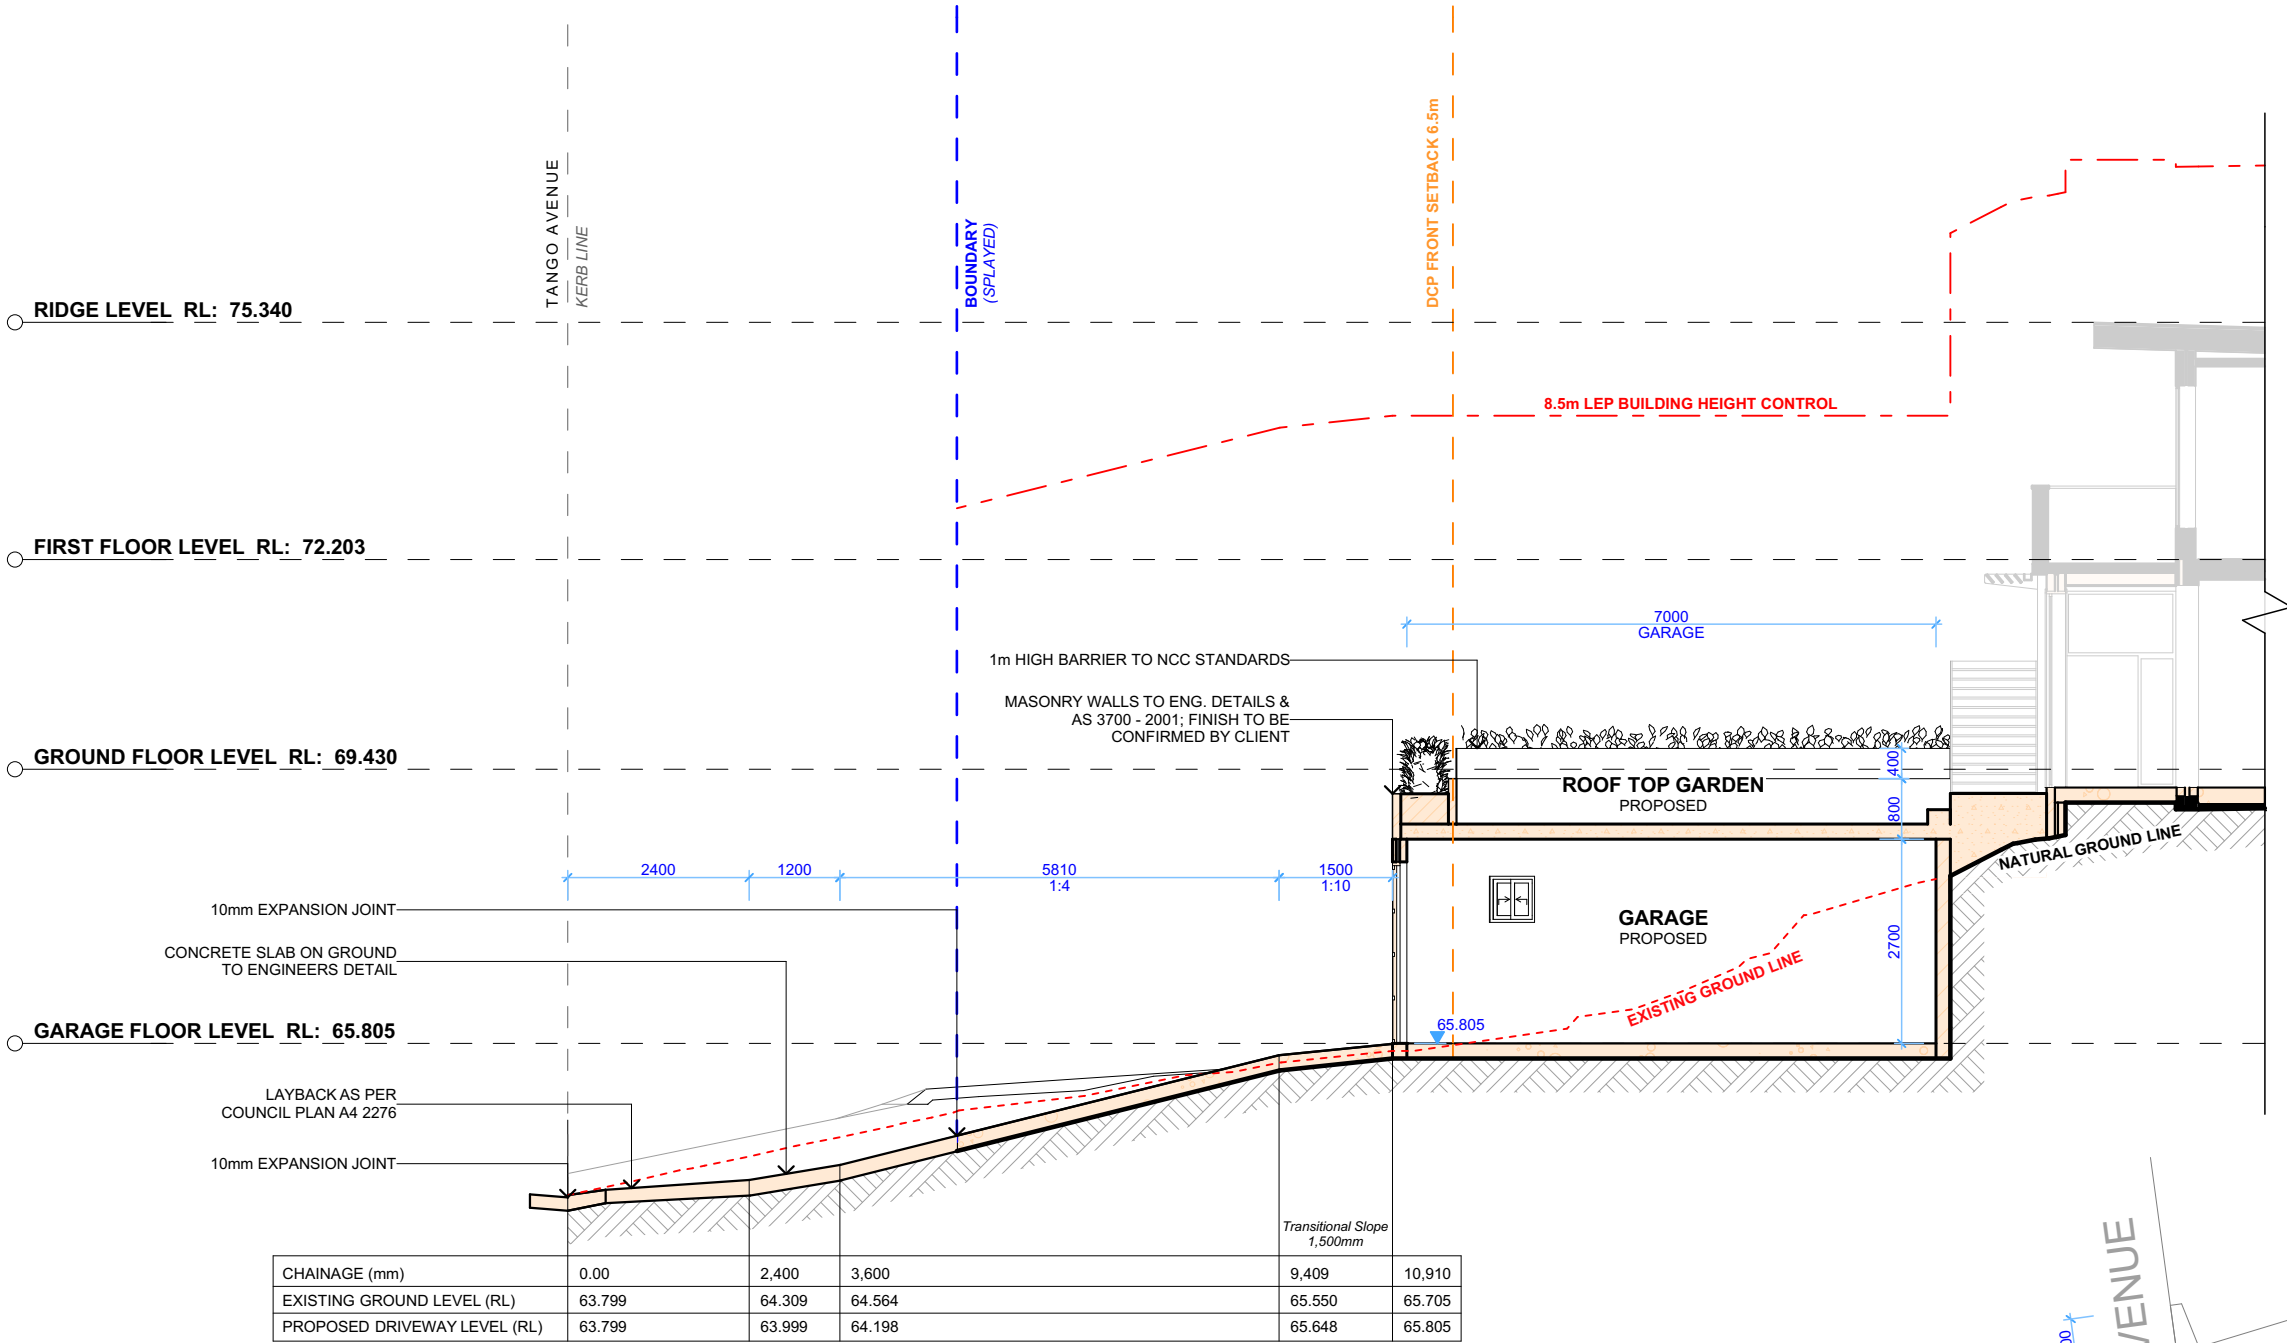 TANGO AVENUE
KERB LINE
BOUNDARY
(SPLAYED)
DCP FRONT SETBACK 6.5m
RIDGE LEVEL RL: 75.340
8.5m LEP BUILDING HEIGHT CONTROL
FIRST FLOOR LEVEL RL: 72.203
7000
GARAGE
1m HIGH BARRIER TO NCC STANDARDS
MASONRY WALLS TO ENG. DETAILS &
AS 3700 - 2001; FINISH TO BE
CONFIRMED BY CLIENT
GROUND FLOOR LEVEL RL: 69.430
400
ROOF TOP GARDEN
PROPOSED
800
NATURAL GROUND LINE
2400
1200
5810
1:4
1500
1:10
10mm EXPANSION JOINT
GARAGE
PROPOSED
2700
CONCRETE SLAB ON GROUND
TO ENGINEERS DETAIL
EXISTING GROUND LINE
GARAGE FLOOR LEVEL RL: 65.805
65.805
LAYBACK AS PER
COUNCIL PLAN A4 2276
10mm EXPANSION JOINT
Transitional Slope
1,500mm
CHAINAGE (mm) 0.00 2,400 3,600 9,409 10,910
EXISTING GROUND LEVEL (RL) 63.799 64.309 64.564 65.550 65.705
PROPOSED DRIVEWAY LEVEL (RL) 63.799 63.999 64.198 65.648 65.805
VENUE